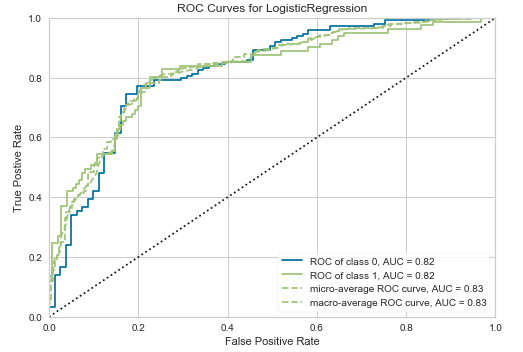 ROC Curves for LogisticRegression
True Postive Rate
1.0
0.8
0.6
0.4
0.2
0.0
ROC of class 0, AUC = 0.82
ROC of class 1, AUC = 0.82
micro-average ROC curve, AUC = 0.83
macro-average ROC curve, AUC = 0.83
0.0 0.2 0.4 0.6 0.8 1.0
False Positive Rate